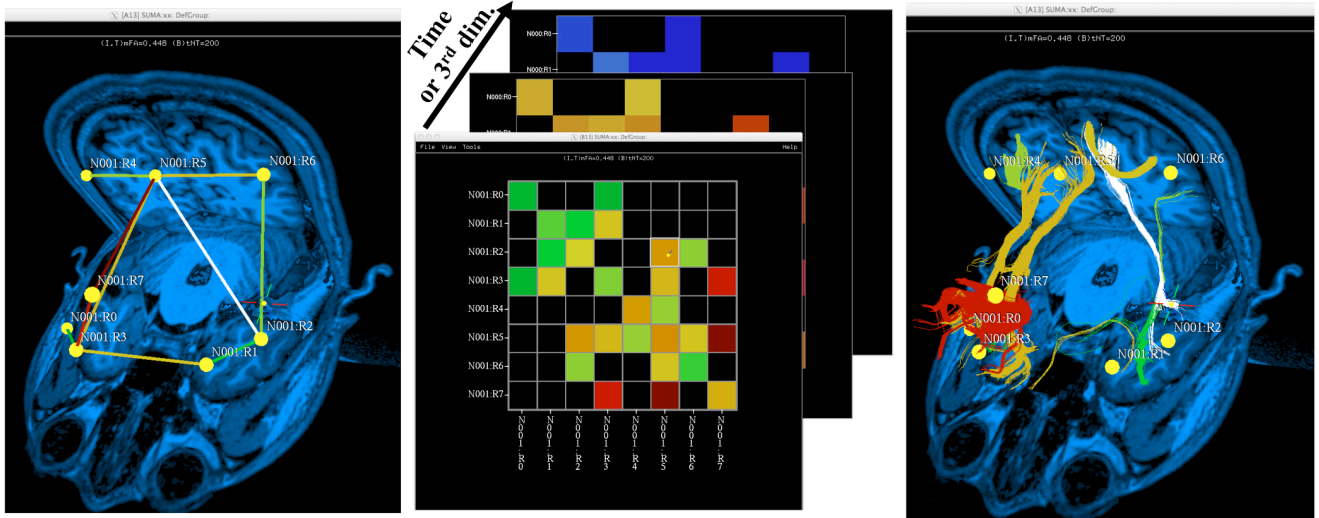 [A13] SUMA:xx: DefGroup:
(I,T)mFA=0.448 (B)tNT=200
N001:R4
N001:R5
N001:R6
N001:R7
N001:R0
N001:R3
N001:R2
N001:R1
Time
or 3rd dim.
N000:R0
N000:R1
N000:R0
[B13] SUMA:xx: DefGroup:
File View Tools Help
(I,T)mFA=0.448 (B)tNT=200
N001:R0
N001:R1
N001:R2
N001:R3
N001:R4
N001:R5
N001:R6
N001:R7
N001:R0
N001:R1
N001:R2
N001:R3
N001:R4
N001:R5
N001:R6
N001:R7
[A13] SUMA:xx: DefGroup:
(I,T)mFA=0.448 (B)tNT=200
N001:R4
N001:R5
N001:R6
N001:R7
N001:R0
N001:R3
N001:R2
N001:R1